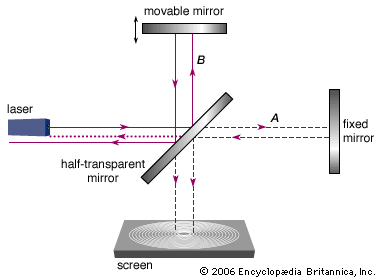 movable mirror
B
laser
A
fixed
mirror
half-transparent
mirror
screen
© 2006 Encyclopædia Britannica, Inc.